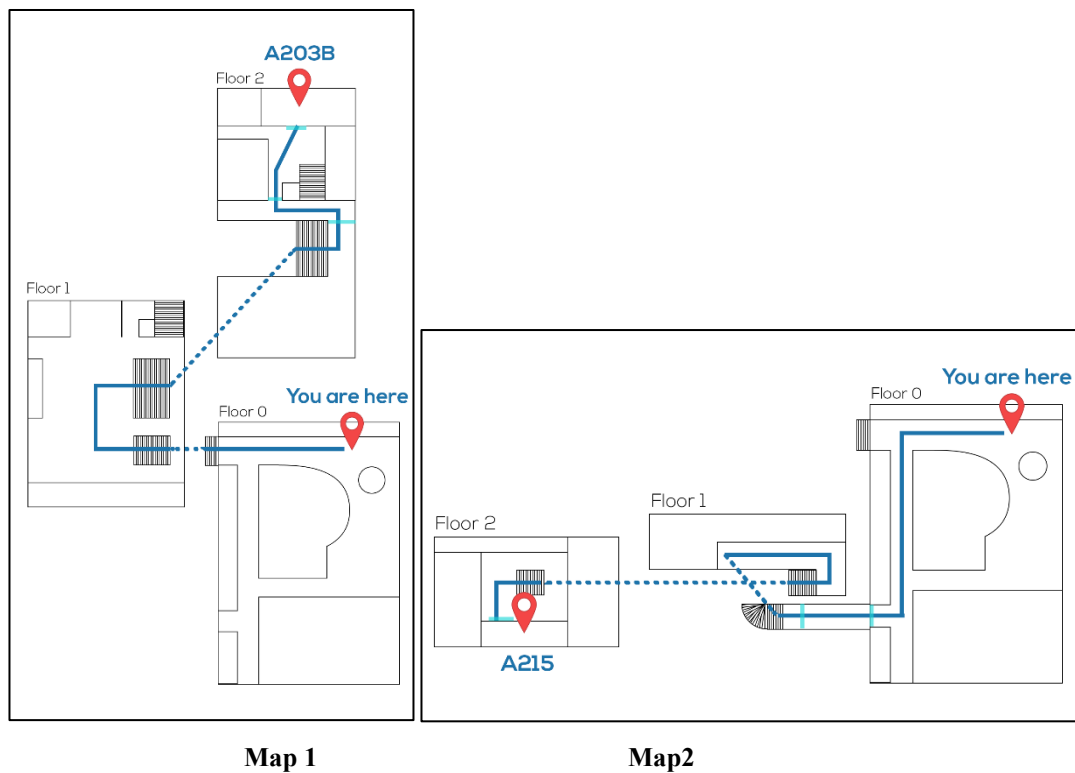 A203B
Floor 2
Floor 1
You are here
Floor 0
You are here
Floor 0
Floor 1
Floor 2
A215
Map 1
Map2